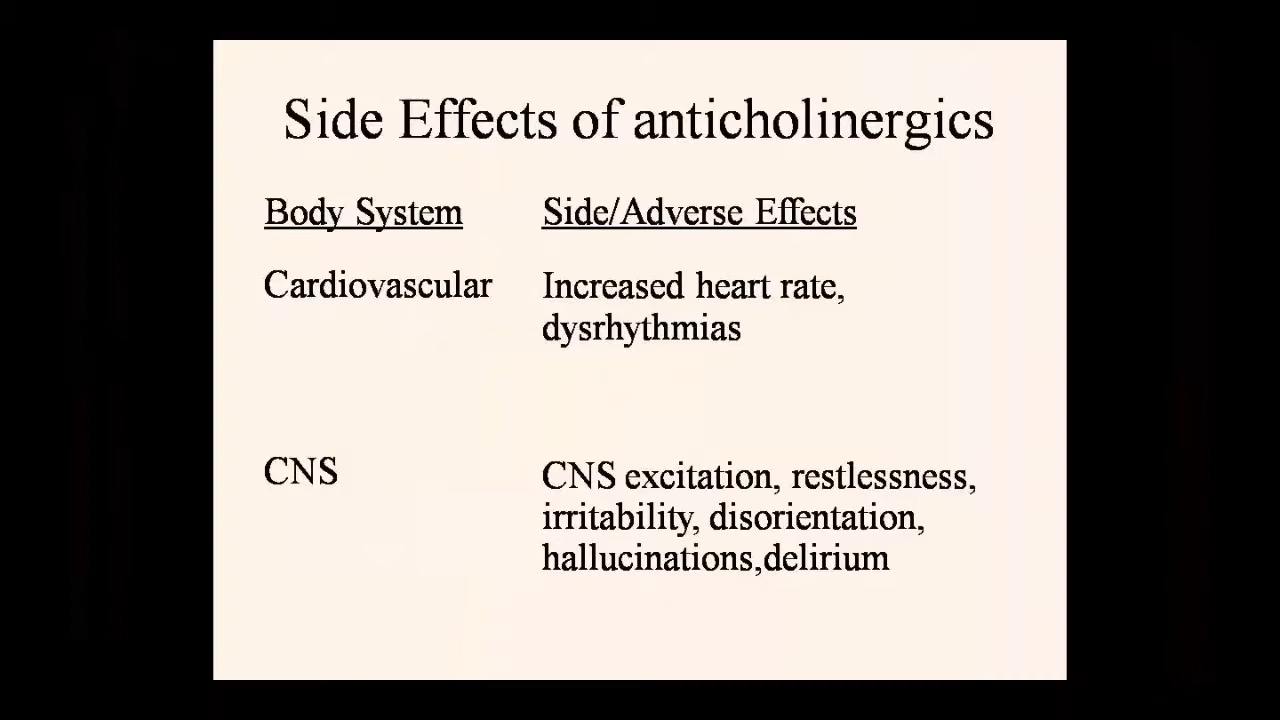 Side Effects of anticholinergics
Body System
Side/Adverse Effects
Cardiovascular
Increased heart rate,
dysrhythmias
CNS
CNS excitation, restlessness,
irritability, disorientation,
hallucinations,delirium